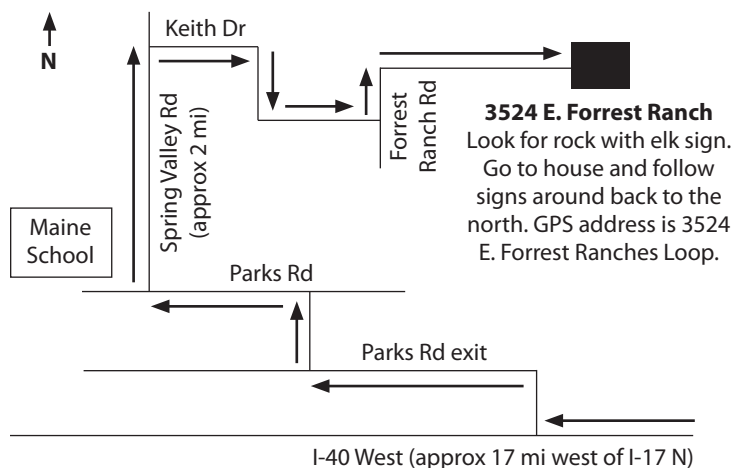 Keith Dr
N
Spring Valley Rd
(approx 2 mi)
Forrest
Ranch Rd
3524 E. Forrest Ranch
Look for rock with elk sign.
Go to house and follow
signs around back to the
north. GPS address is 3524
E. Forrest Ranches Loop.
Maine
School
Parks Rd
Parks Rd exit
I-40 West (approx 17 mi west of I-17 N)